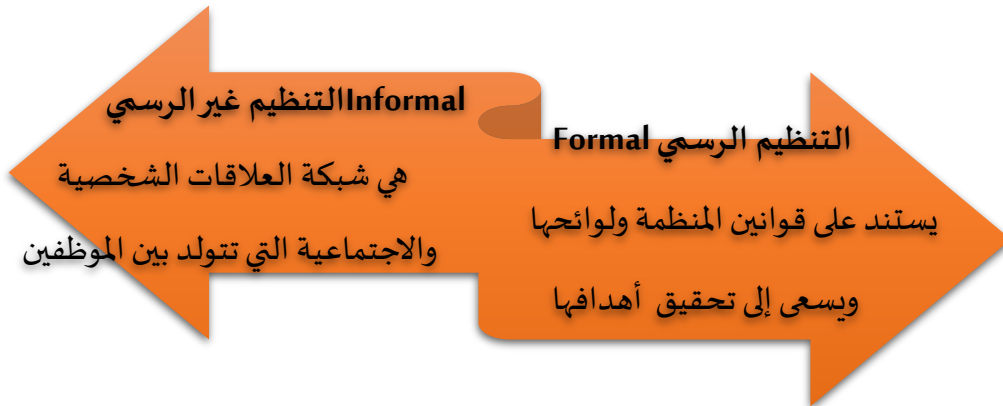 التنظيم الرسمي Formal
يستند على قوانين المنظمة ولوائحها
ويسعى إلى تحقيق أهدافها
Informalالتنظيم غير الرسمي
هي شبكة العلاقات الشخصية
والاجتماعية التي تتولد بين الموظفين